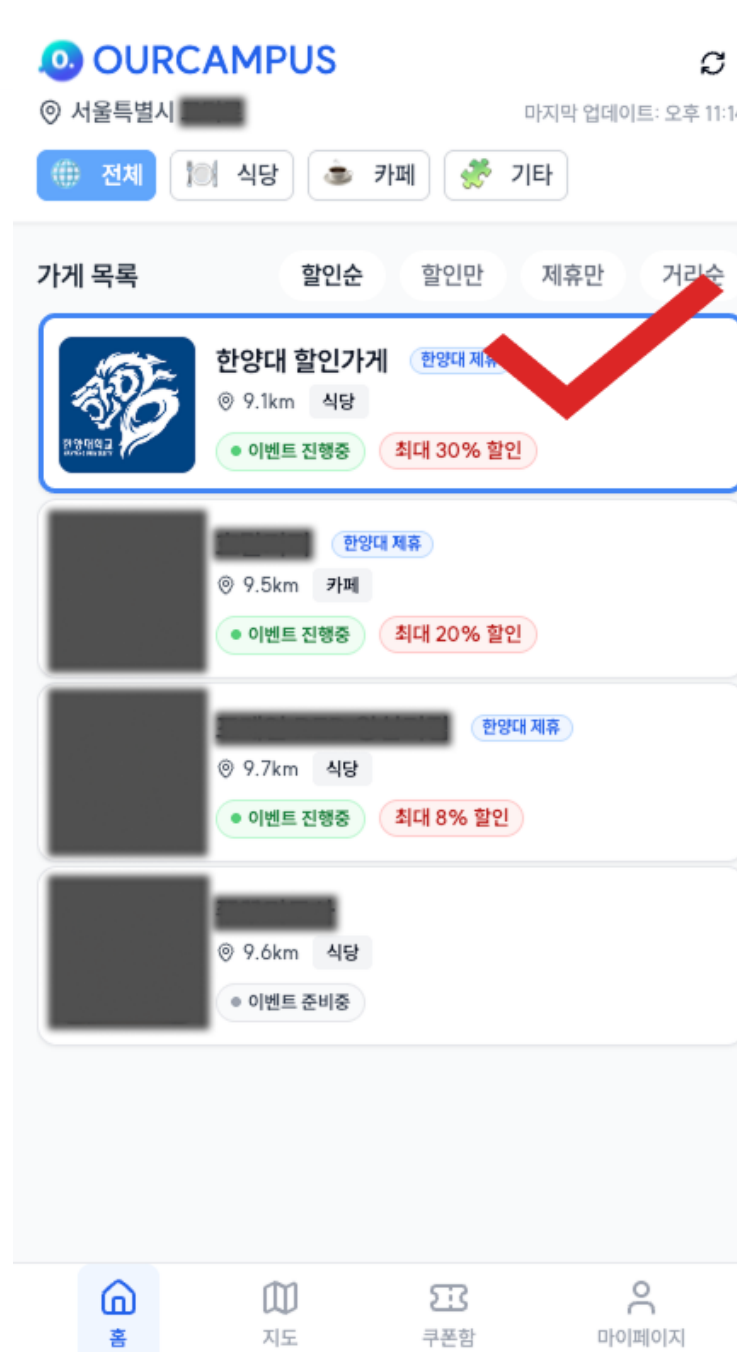 OURCAMPUS
서울특별시
마지막 업데이트: 오후
전체 식당 카페 기타
가게 목록 할인순 할인만 제휴만 거리순
한양대 할인가게 한양대 제휴
9.1km 식당
이벤트 진행중 최대 30% 할인
한양대학교
한양대 제휴
9.5km 카페
이벤트 진행중 최대 20% 할인
한양대 제휴
9.7km 식당
이벤트 진행중 최대 8% 할인
9.6km 식당
이벤트 준비중
홈 지도 쿠폰함 마이페이지